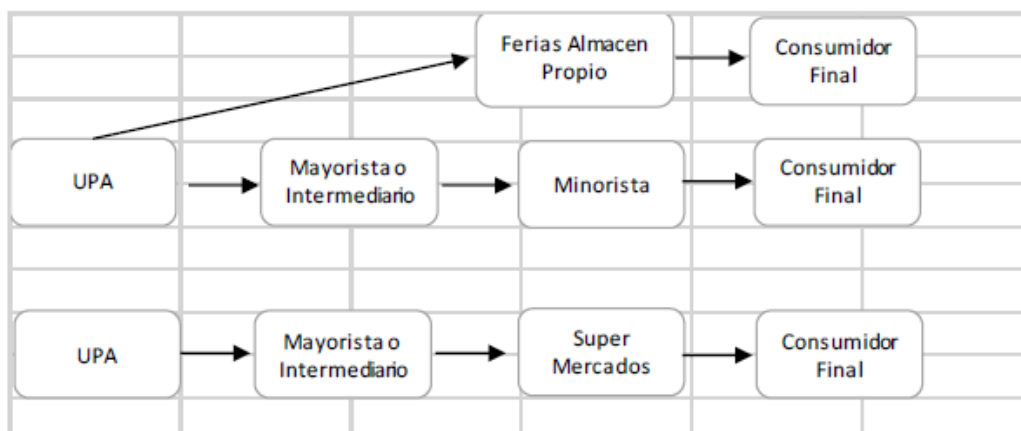 Ferias Almacen
Propio
Consumidor
Final
UPA
Mayorista o
Intermediario
Minorista
Consumidor
Final
UPA
Mayorista o
Intermediario
Super
Mercados
Consumidor
Final